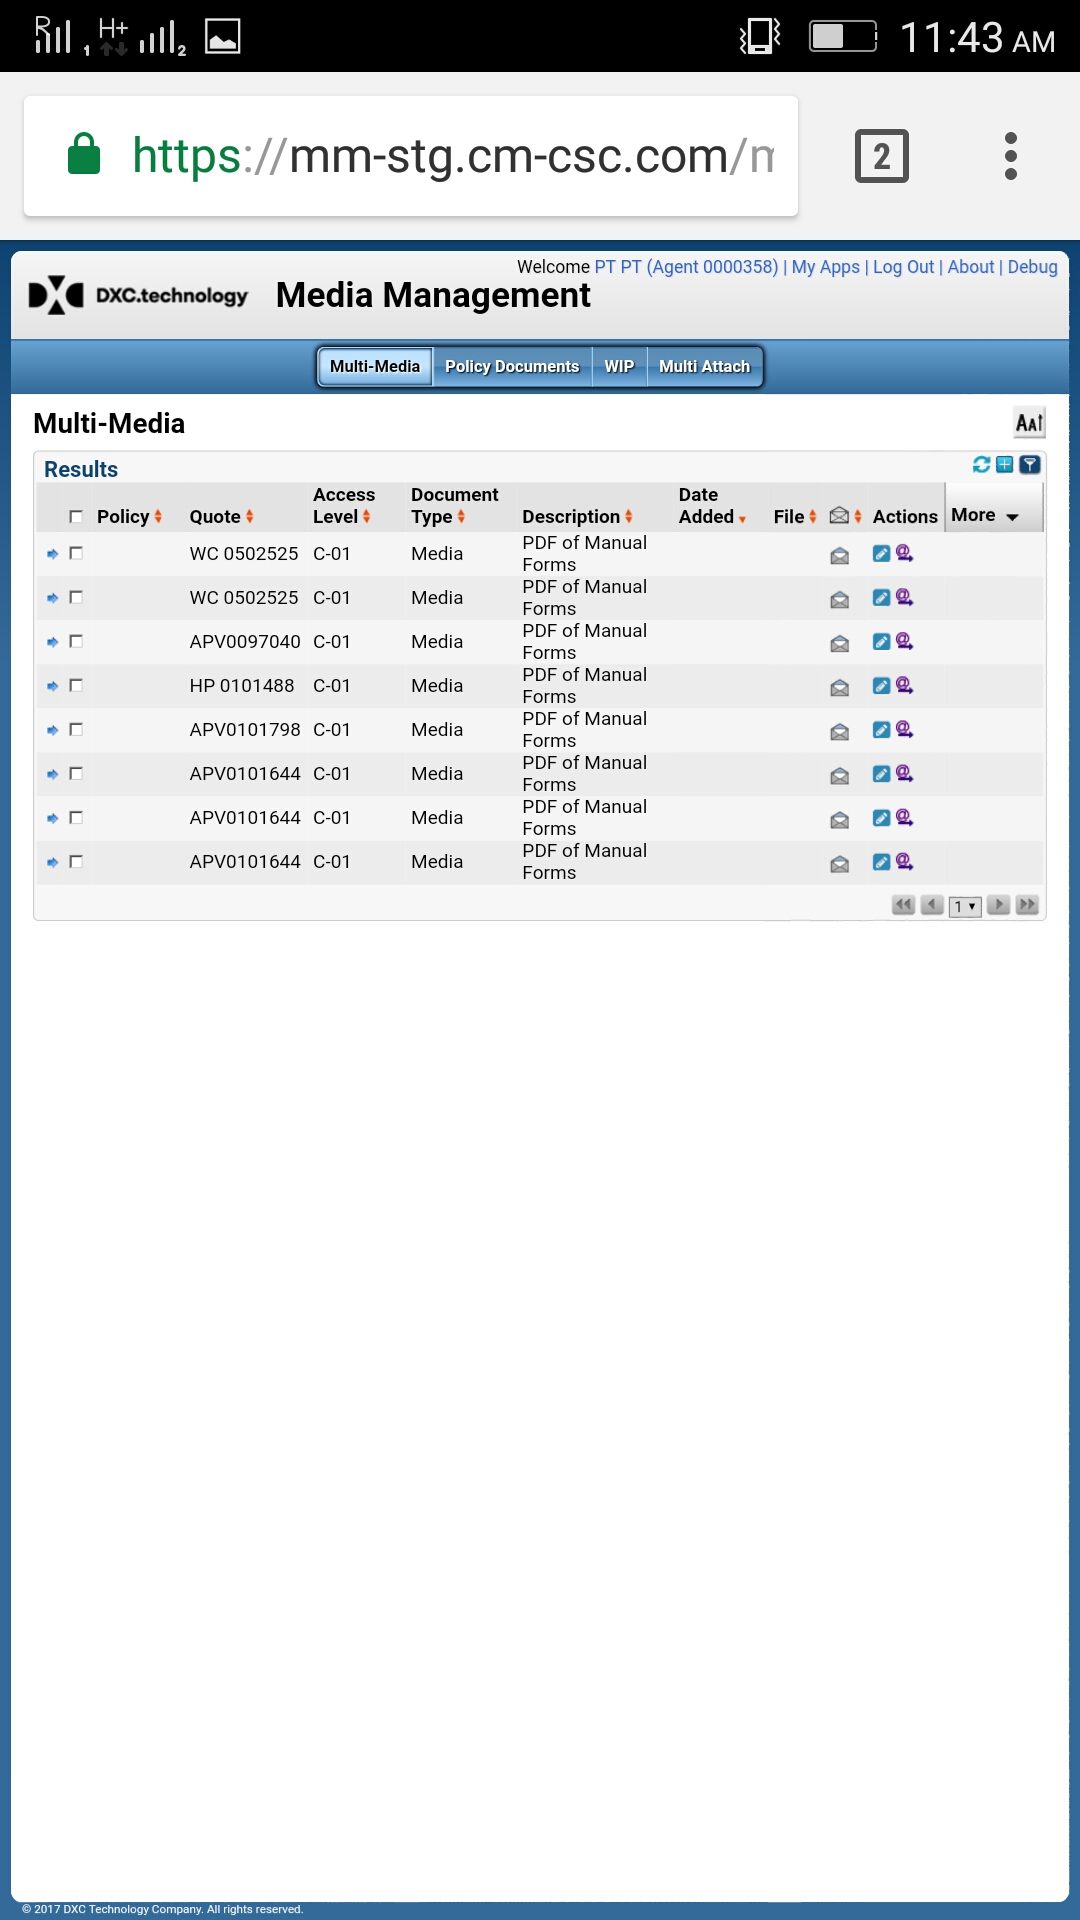 R 1 H+ 2 11:43 AM
https://mm-stg.cm-csc.com/m
2
Welcome PT PT (Agent 0000358) | My Apps | Log Out | About | Debug
DXC.technology Media Management
Multi-Media Policy Documents WIP Multi Attach
Multi-Media AA
Results
Policy Quote Access Level Document Type Description Date Added File Actions More
WC 0502525 C-01 Media PDF of Manual Forms
WC 0502525 C-01 Media PDF of Manual Forms
APV0097040 C-01 Media PDF of Manual Forms
HP 0101488 C-01 Media PDF of Manual Forms
APV0101798 C-01 Media PDF of Manual Forms
APV0101644 C-01 Media PDF of Manual Forms
APV0101644 C-01 Media PDF of Manual Forms
APV0101644 C-01 Media PDF of Manual Forms
1
© 2017 DXC Technology Company. All rights reserved.